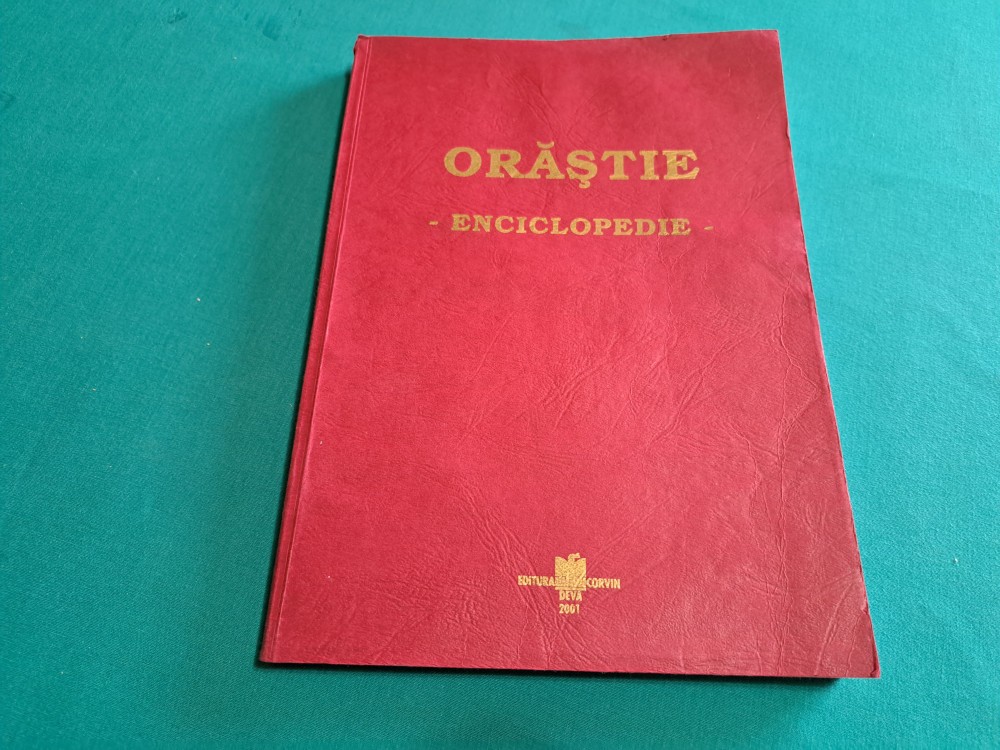 ORĂŞTIE
- ENCICLOPEDIE -
EDITURA CORVIN
DEVA
2001